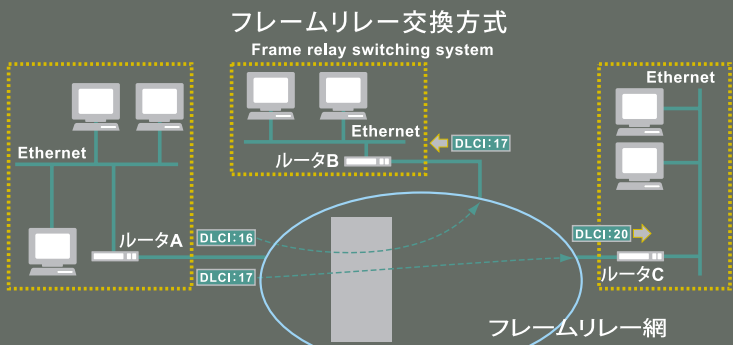 フレームリレー交換方式
Frame relay switching system
Ethernet
ルータA
DLCI:16
DLCI:17
Ethernet
ルータB
DLCI:17
Ethernet
DLCI:20
ルータC
フレームリレー網